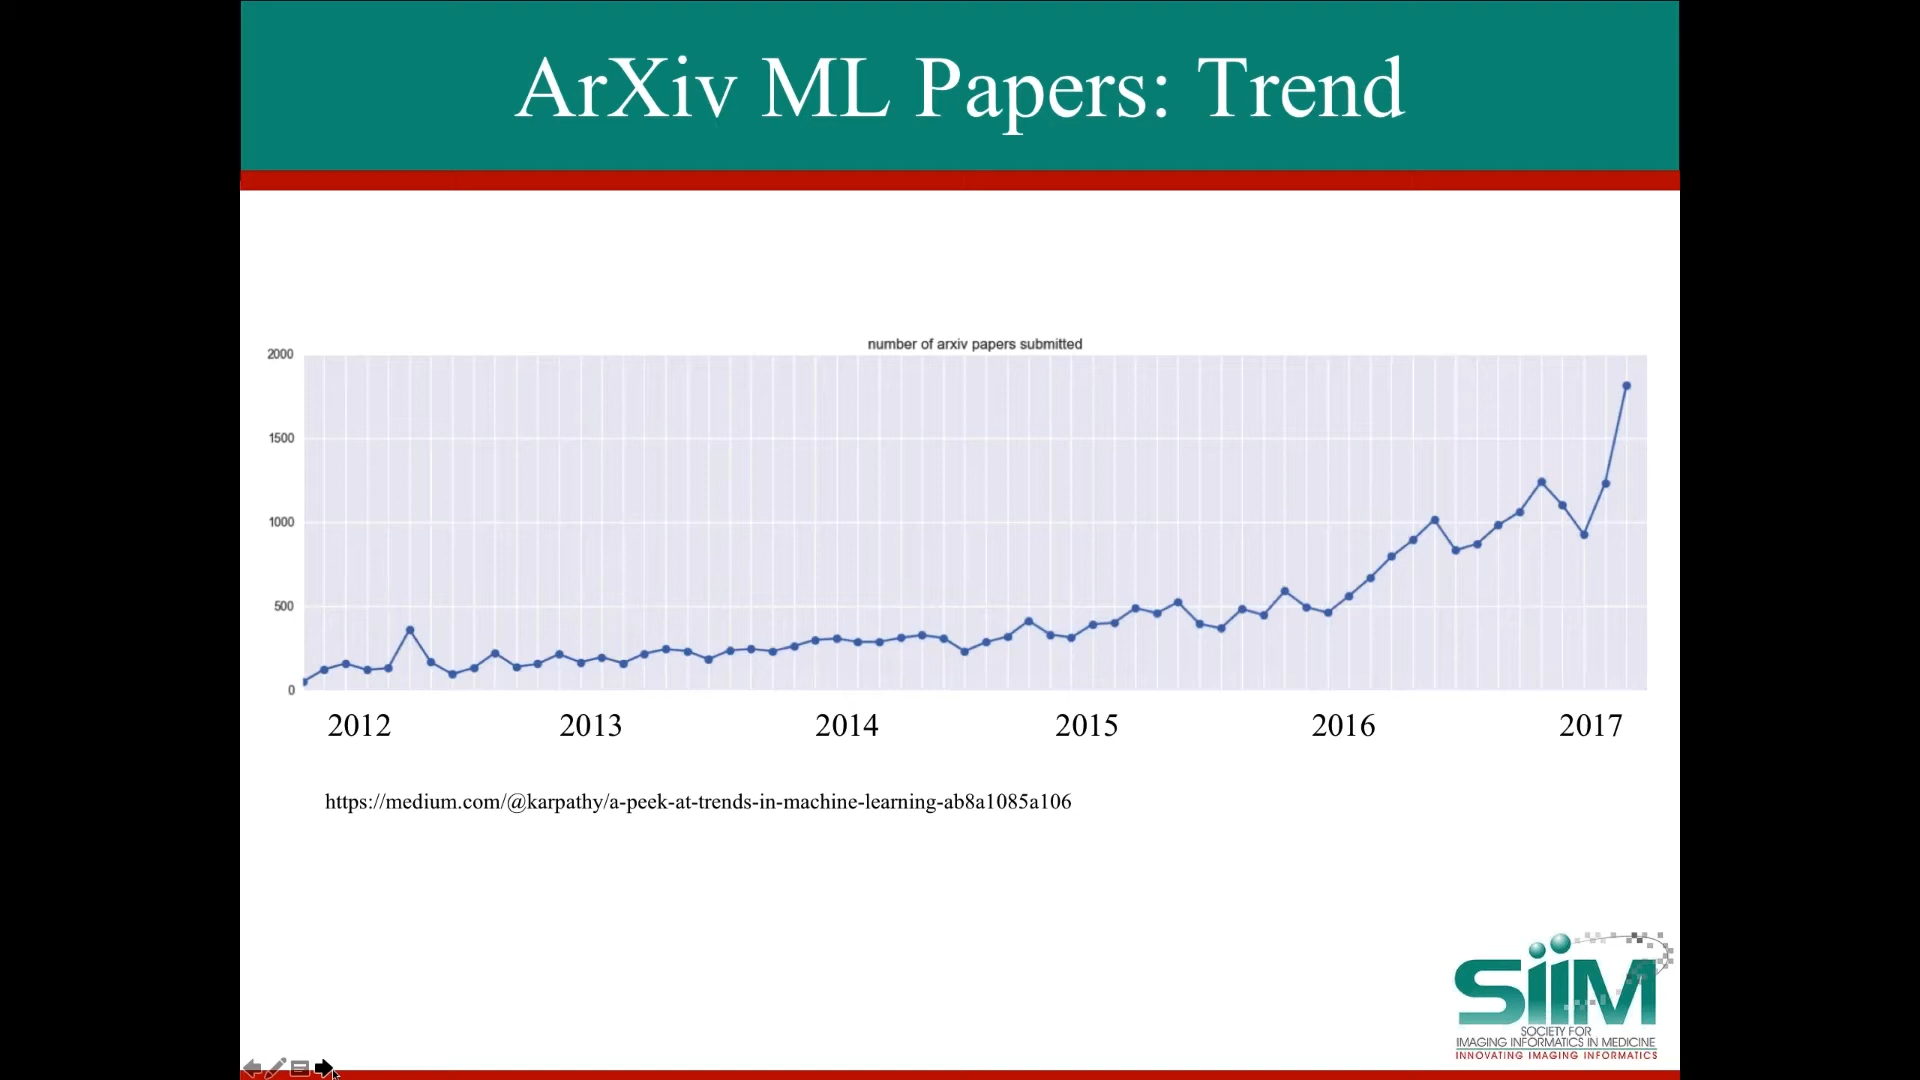 ArXiv ML Papers: Trend
number of arxiv papers submitted
2000
1500
1000
500
0
2012 2013 2014 2015 2016 2017
https://medium.com/@karpathy/a-peek-at-trends-in-machine-learning-ab8a1085a106
SiiM
SOCIETY FOR
IMAGING INFORMATICS IN MEDICINE
INNOVATING IMAGING INFORMATICS